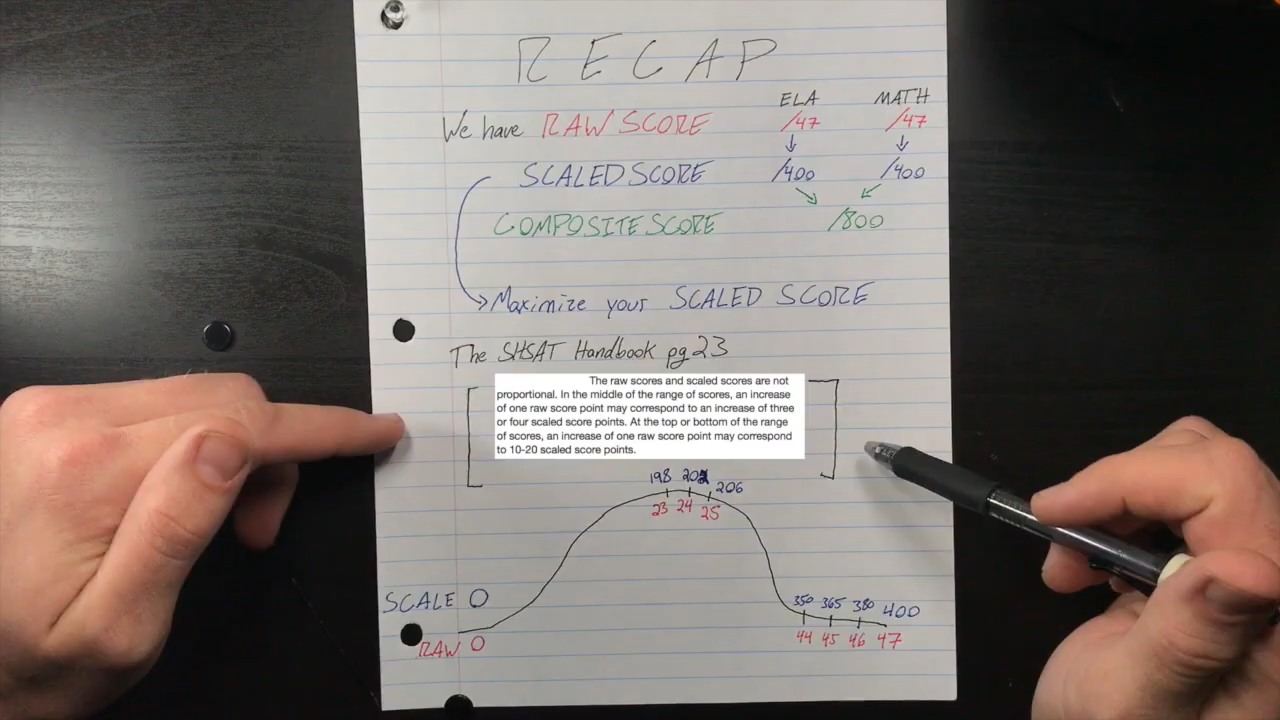 RECAP
ELA MATH
We have RAW SCORE /47 /47
SCALED SCORE /400 /400
COMPOSITE SCORE /800
Maximize your SCALED SCORE
The SHSAT Handbook pg 23
The raw scores and scaled scores are not
proportional. In the middle of the range of scores, an increase
of one raw score point may correspond to an increase of three
or four scaled score points. At the top or bottom of the range
of scores, an increase of one raw score point may correspond
to 10-20 scaled score points.
198 202 206
23 24 25
SCALE 0 350 365 380 400
RAW 0 44 45 46 47